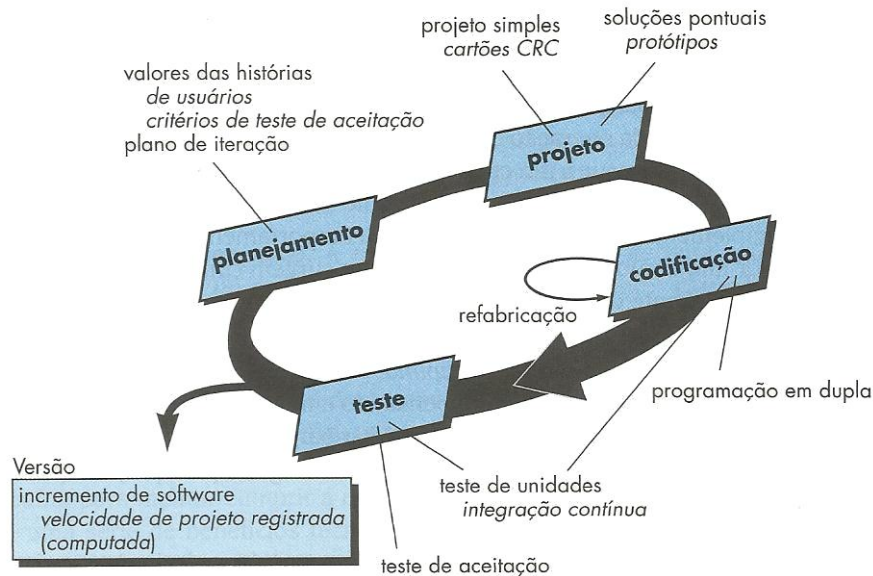 projeto simples
cartões CRC
soluções pontuais
protótipos
valores das histórias
de usuários
critérios de teste de aceitação
plano de iteração
projeto
planejamento
codificação
refabricação
programação em dupla
teste
teste de unidades
integração contínua
teste de aceitação
Versão
incremento de software
velocidade de projeto registrada
(computada)